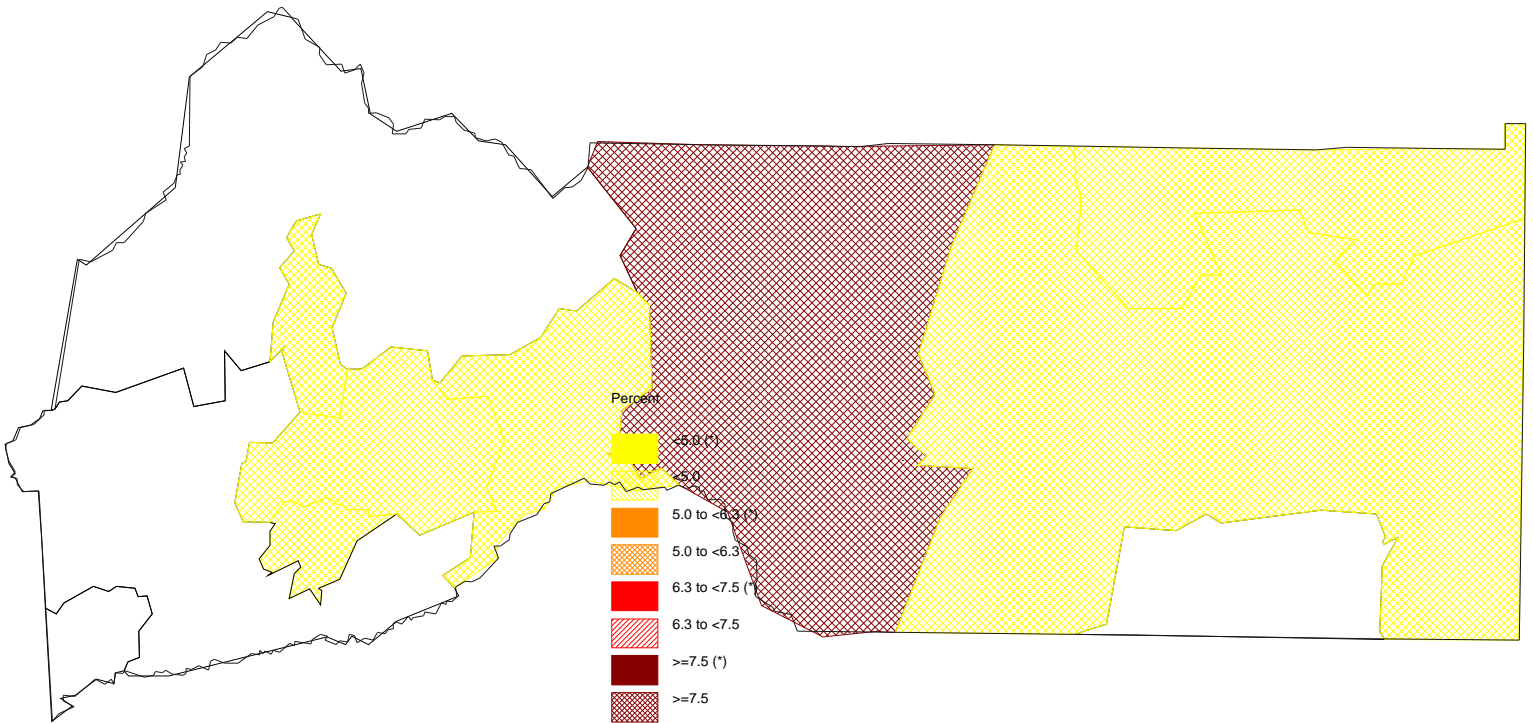 Percent
<5.0 (*)
<5.0
5.0 to <6.3 (*)
5.0 to <6.3
6.3 to <7.5 (*)
6.3 to <7.5
>=7.5 (*)
>=7.5